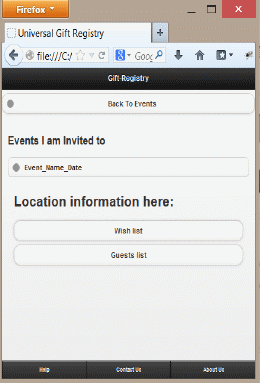 Firefox
Universal Gift Registry
file:///C:/
Goog
Gift-Registry
Back To Events
Events I am Invited to
Event_Name_Date
Location information here:
Wish list
Guests list
Help
Contact Us
About Us